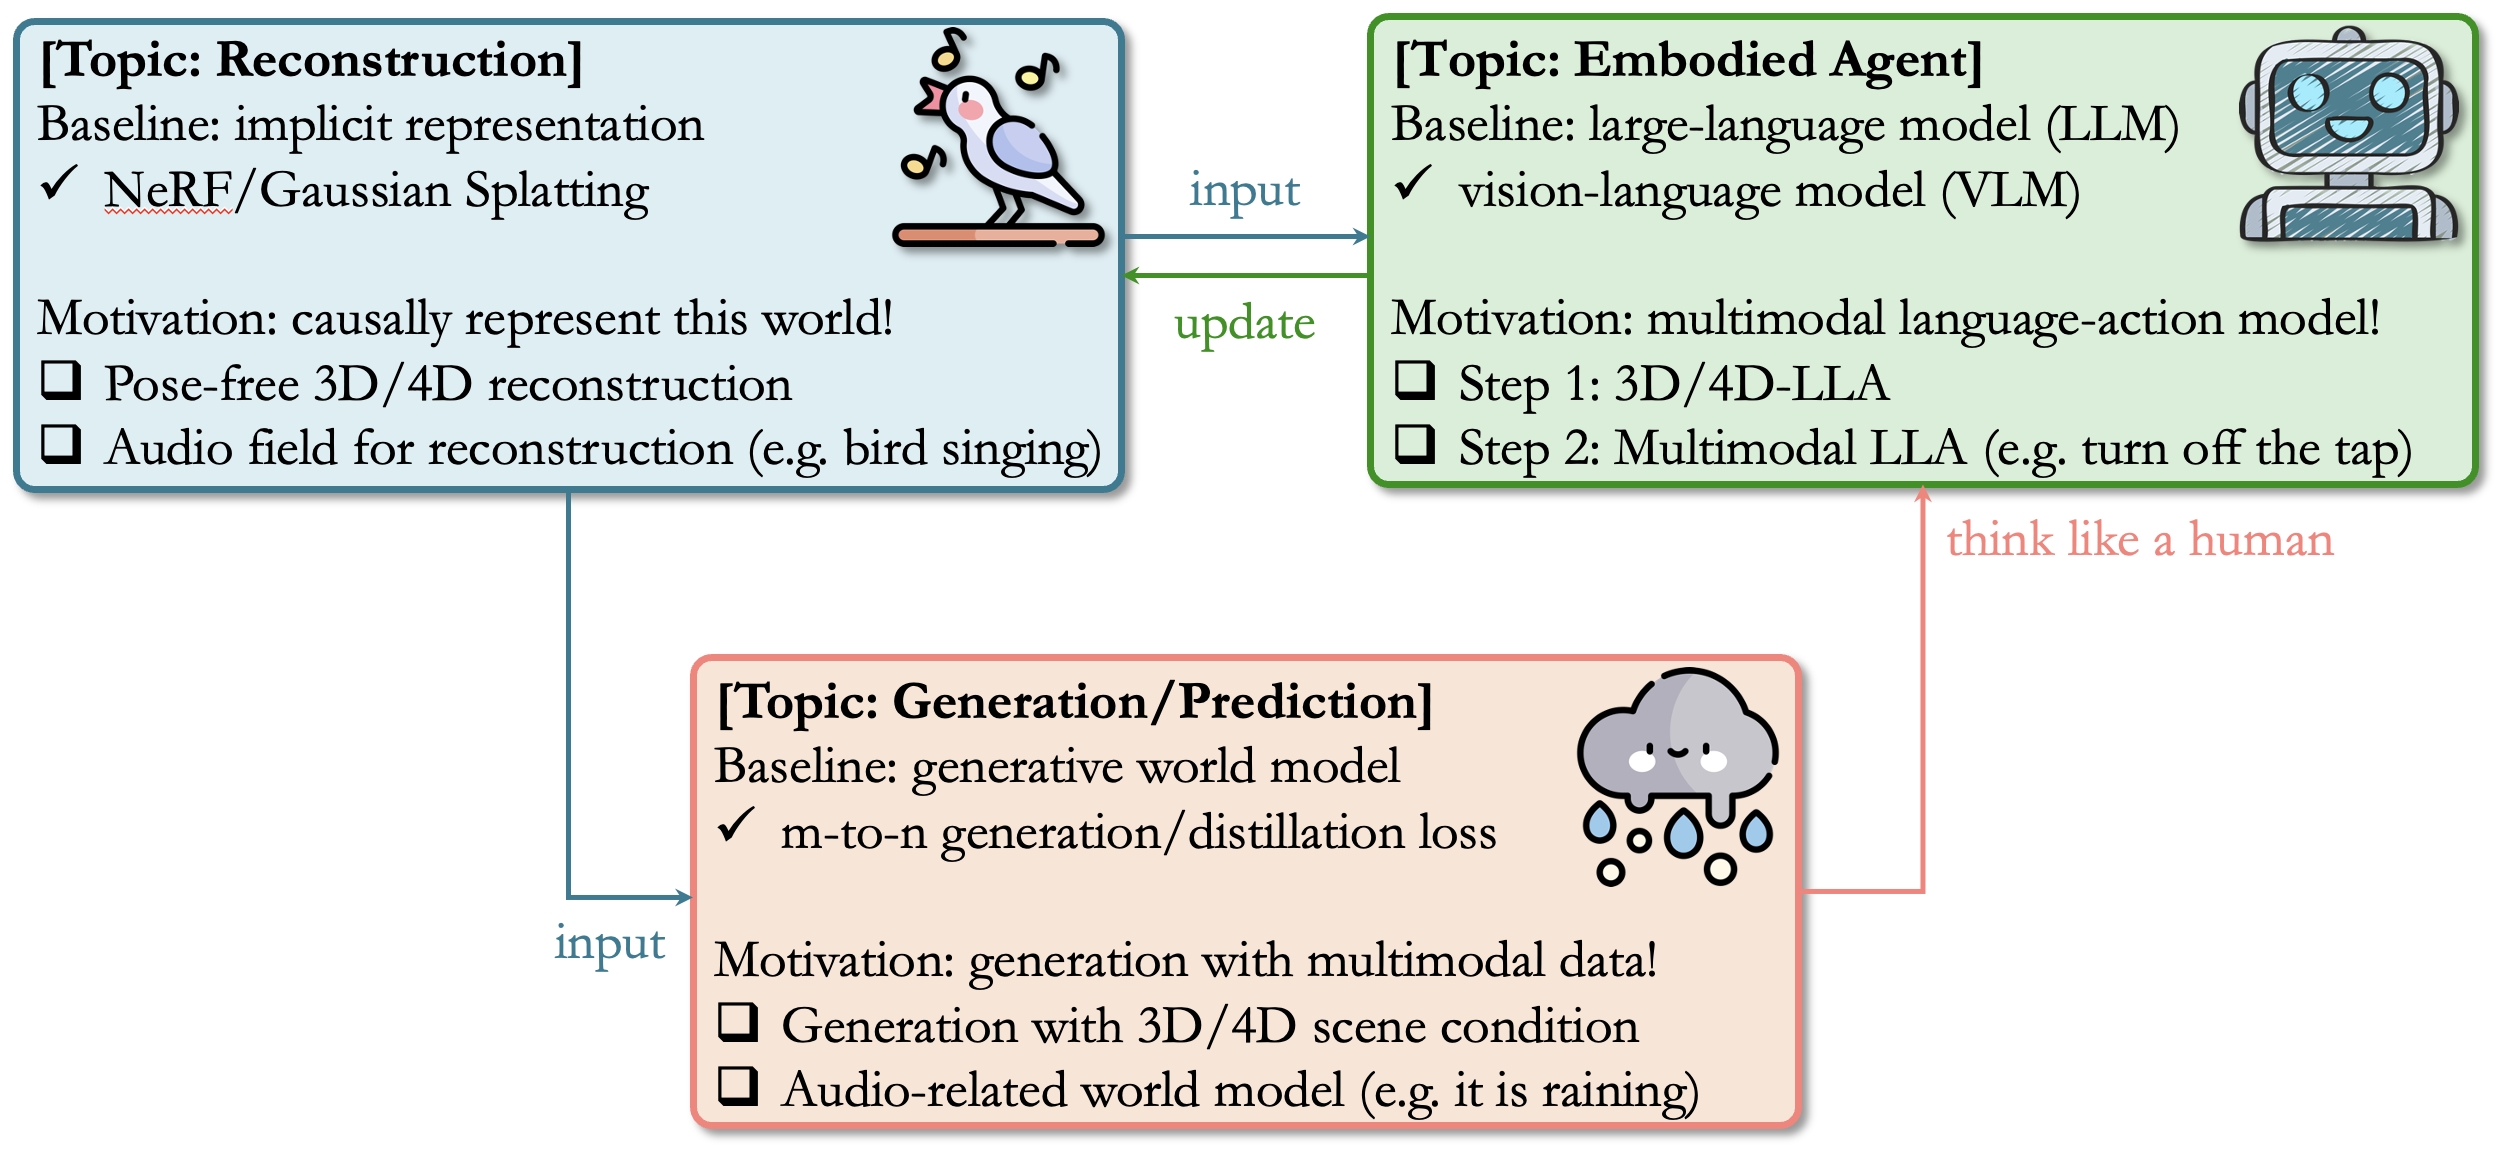 [Topic: Reconstruction]
Baseline: implicit representation
✓ NeRF/Gaussian Splatting
Motivation: causally represent this world!
❑ Pose-free 3D/4D reconstruction
❑ Audio field for reconstruction (e.g. bird singing)
input
update
[Topic: Embodied Agent]
Baseline: large-language model (LLM)
✓ vision-language model (VLM)
Motivation: multimodal language-action model!
❑ Step 1: 3D/4D-LLA
❑ Step 2: Multimodal LLA (e.g. turn off the tap)
think like a human
input
[Topic: Generation/Prediction]
Baseline: generative world model
✓ m-to-n generation/distillation loss
Motivation: generation with multimodal data!
❑ Generation with 3D/4D scene condition
❑ Audio-related world model (e.g. it is raining)